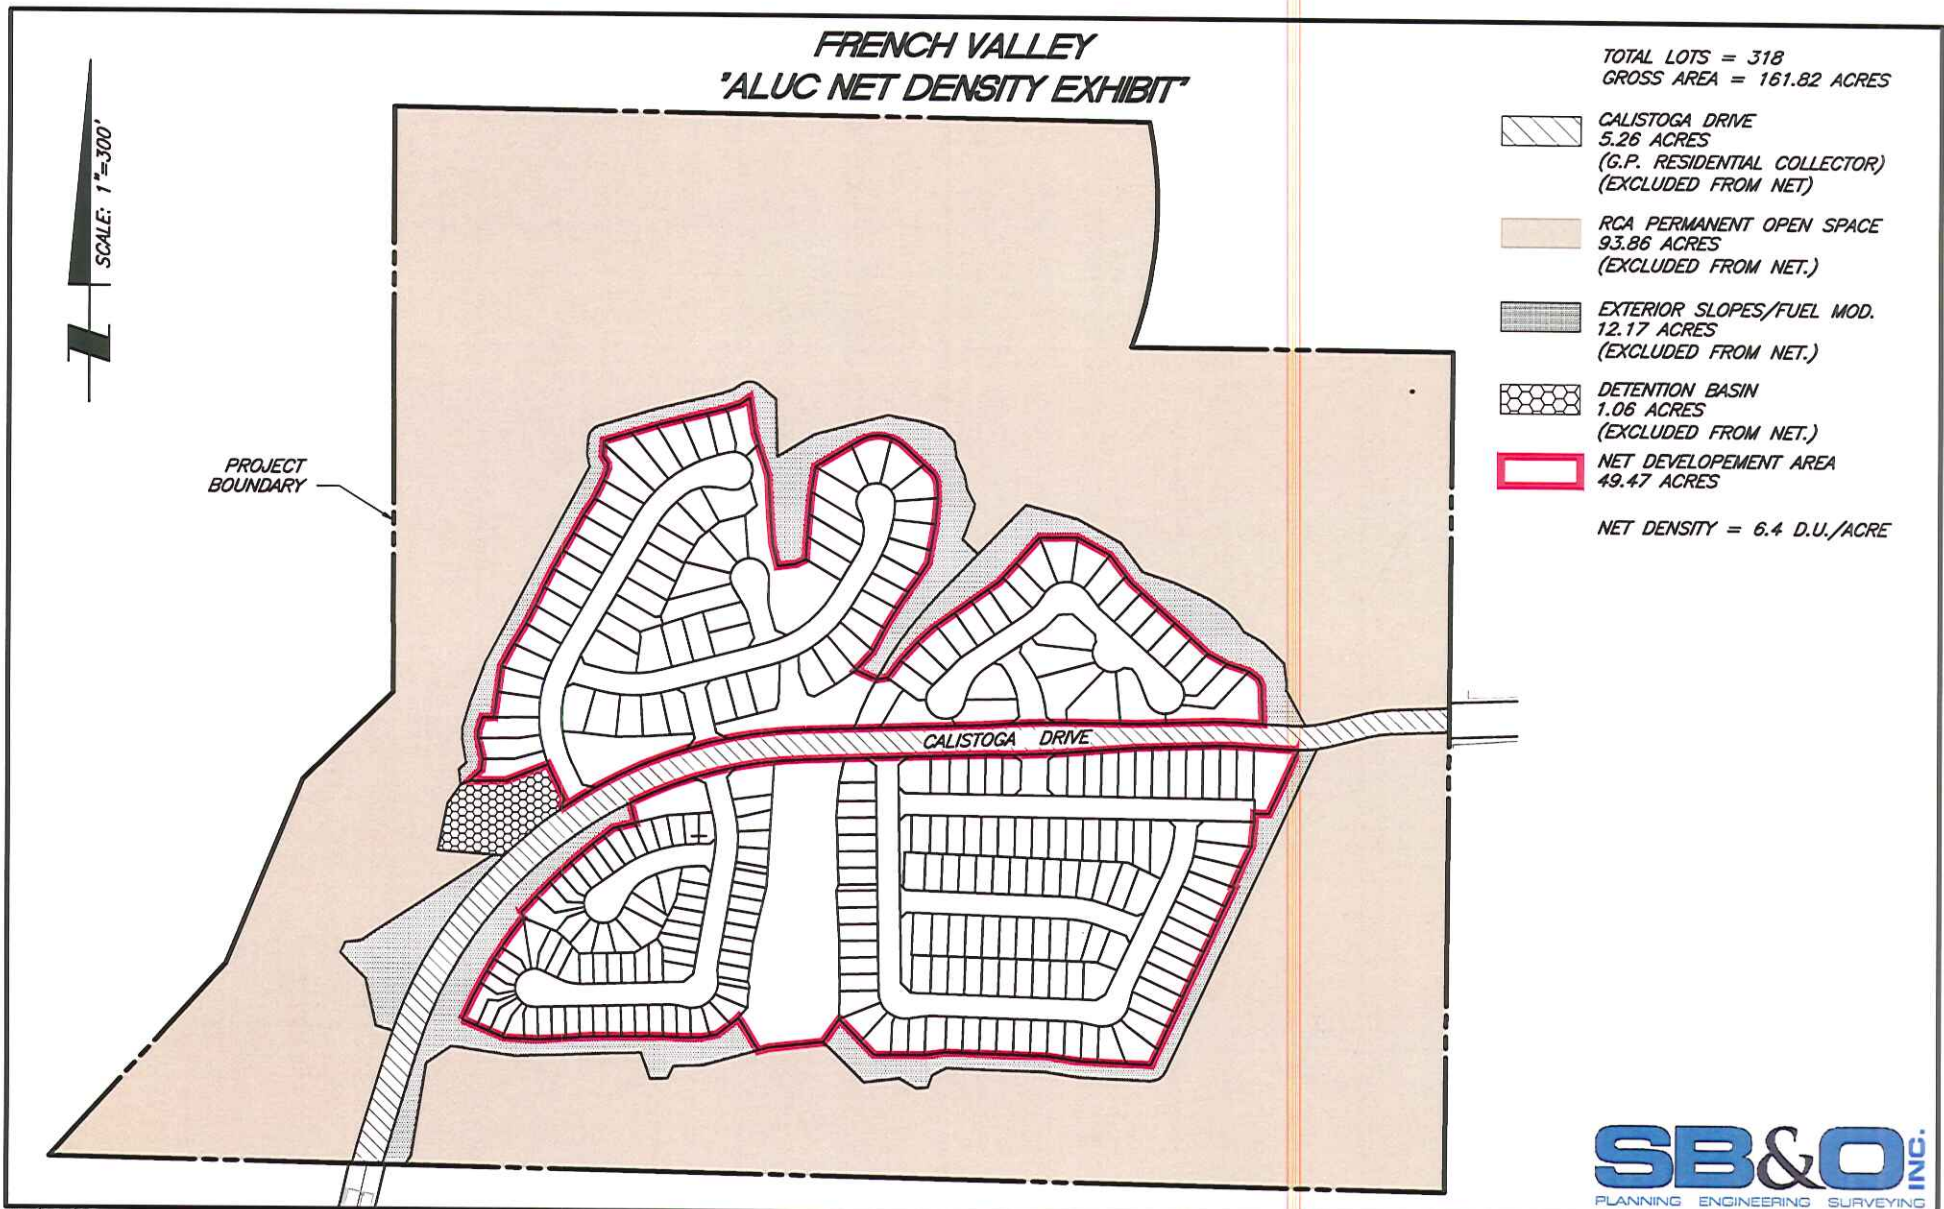 FRENCH VALLEY
"ALUC NET DENSITY EXHIBIT"
SCALE: 1"=300'
TOTAL LOTS = 318
GROSS AREA = 161.82 ACRES
CALISTOGA DRIVE
5.26 ACRES
(G.P. RESIDENTIAL COLLECTOR)
(EXCLUDED FROM NET)
RCA PERMANENT OPEN SPACE
93.86 ACRES
(EXCLUDED FROM NET.)
EXTERIOR SLOPES/FUEL MOD.
12.17 ACRES
(EXCLUDED FROM NET.)
DETENTION BASIN
1.06 ACRES
(EXCLUDED FROM NET.)
NET DEVELOPEMENT AREA
49.47 ACRES
NET DENSITY = 6.4 D.U./ACRE
PROJECT
BOUNDARY
CALISTOGA DRIVE
SB&O INC.
PLANNING ENGINEERING SURVEYING